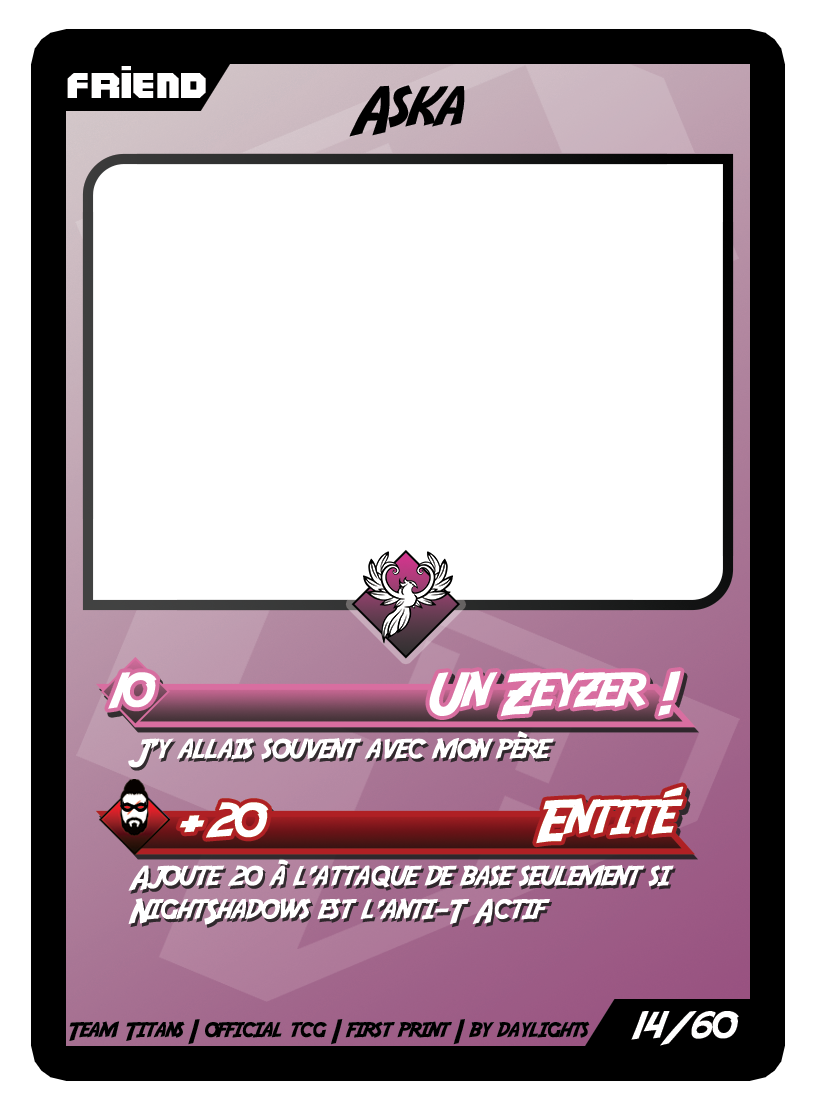 FRiEND
ASKA
10 UN ZEYZER !
J'Y ALLAIS SOUVENT AVEC MON PÈRE
+20 ENTITÉ
AJOUTE 20 À L'ATTAQUE DE BASE SEULEMENT SI
NIGHTSHADOWS EST L'ANTI-T ACTIF
TEAM TITANS | OFFICIAL TCG | FIRST PRINT | BY DAYLIGHTS
14/60